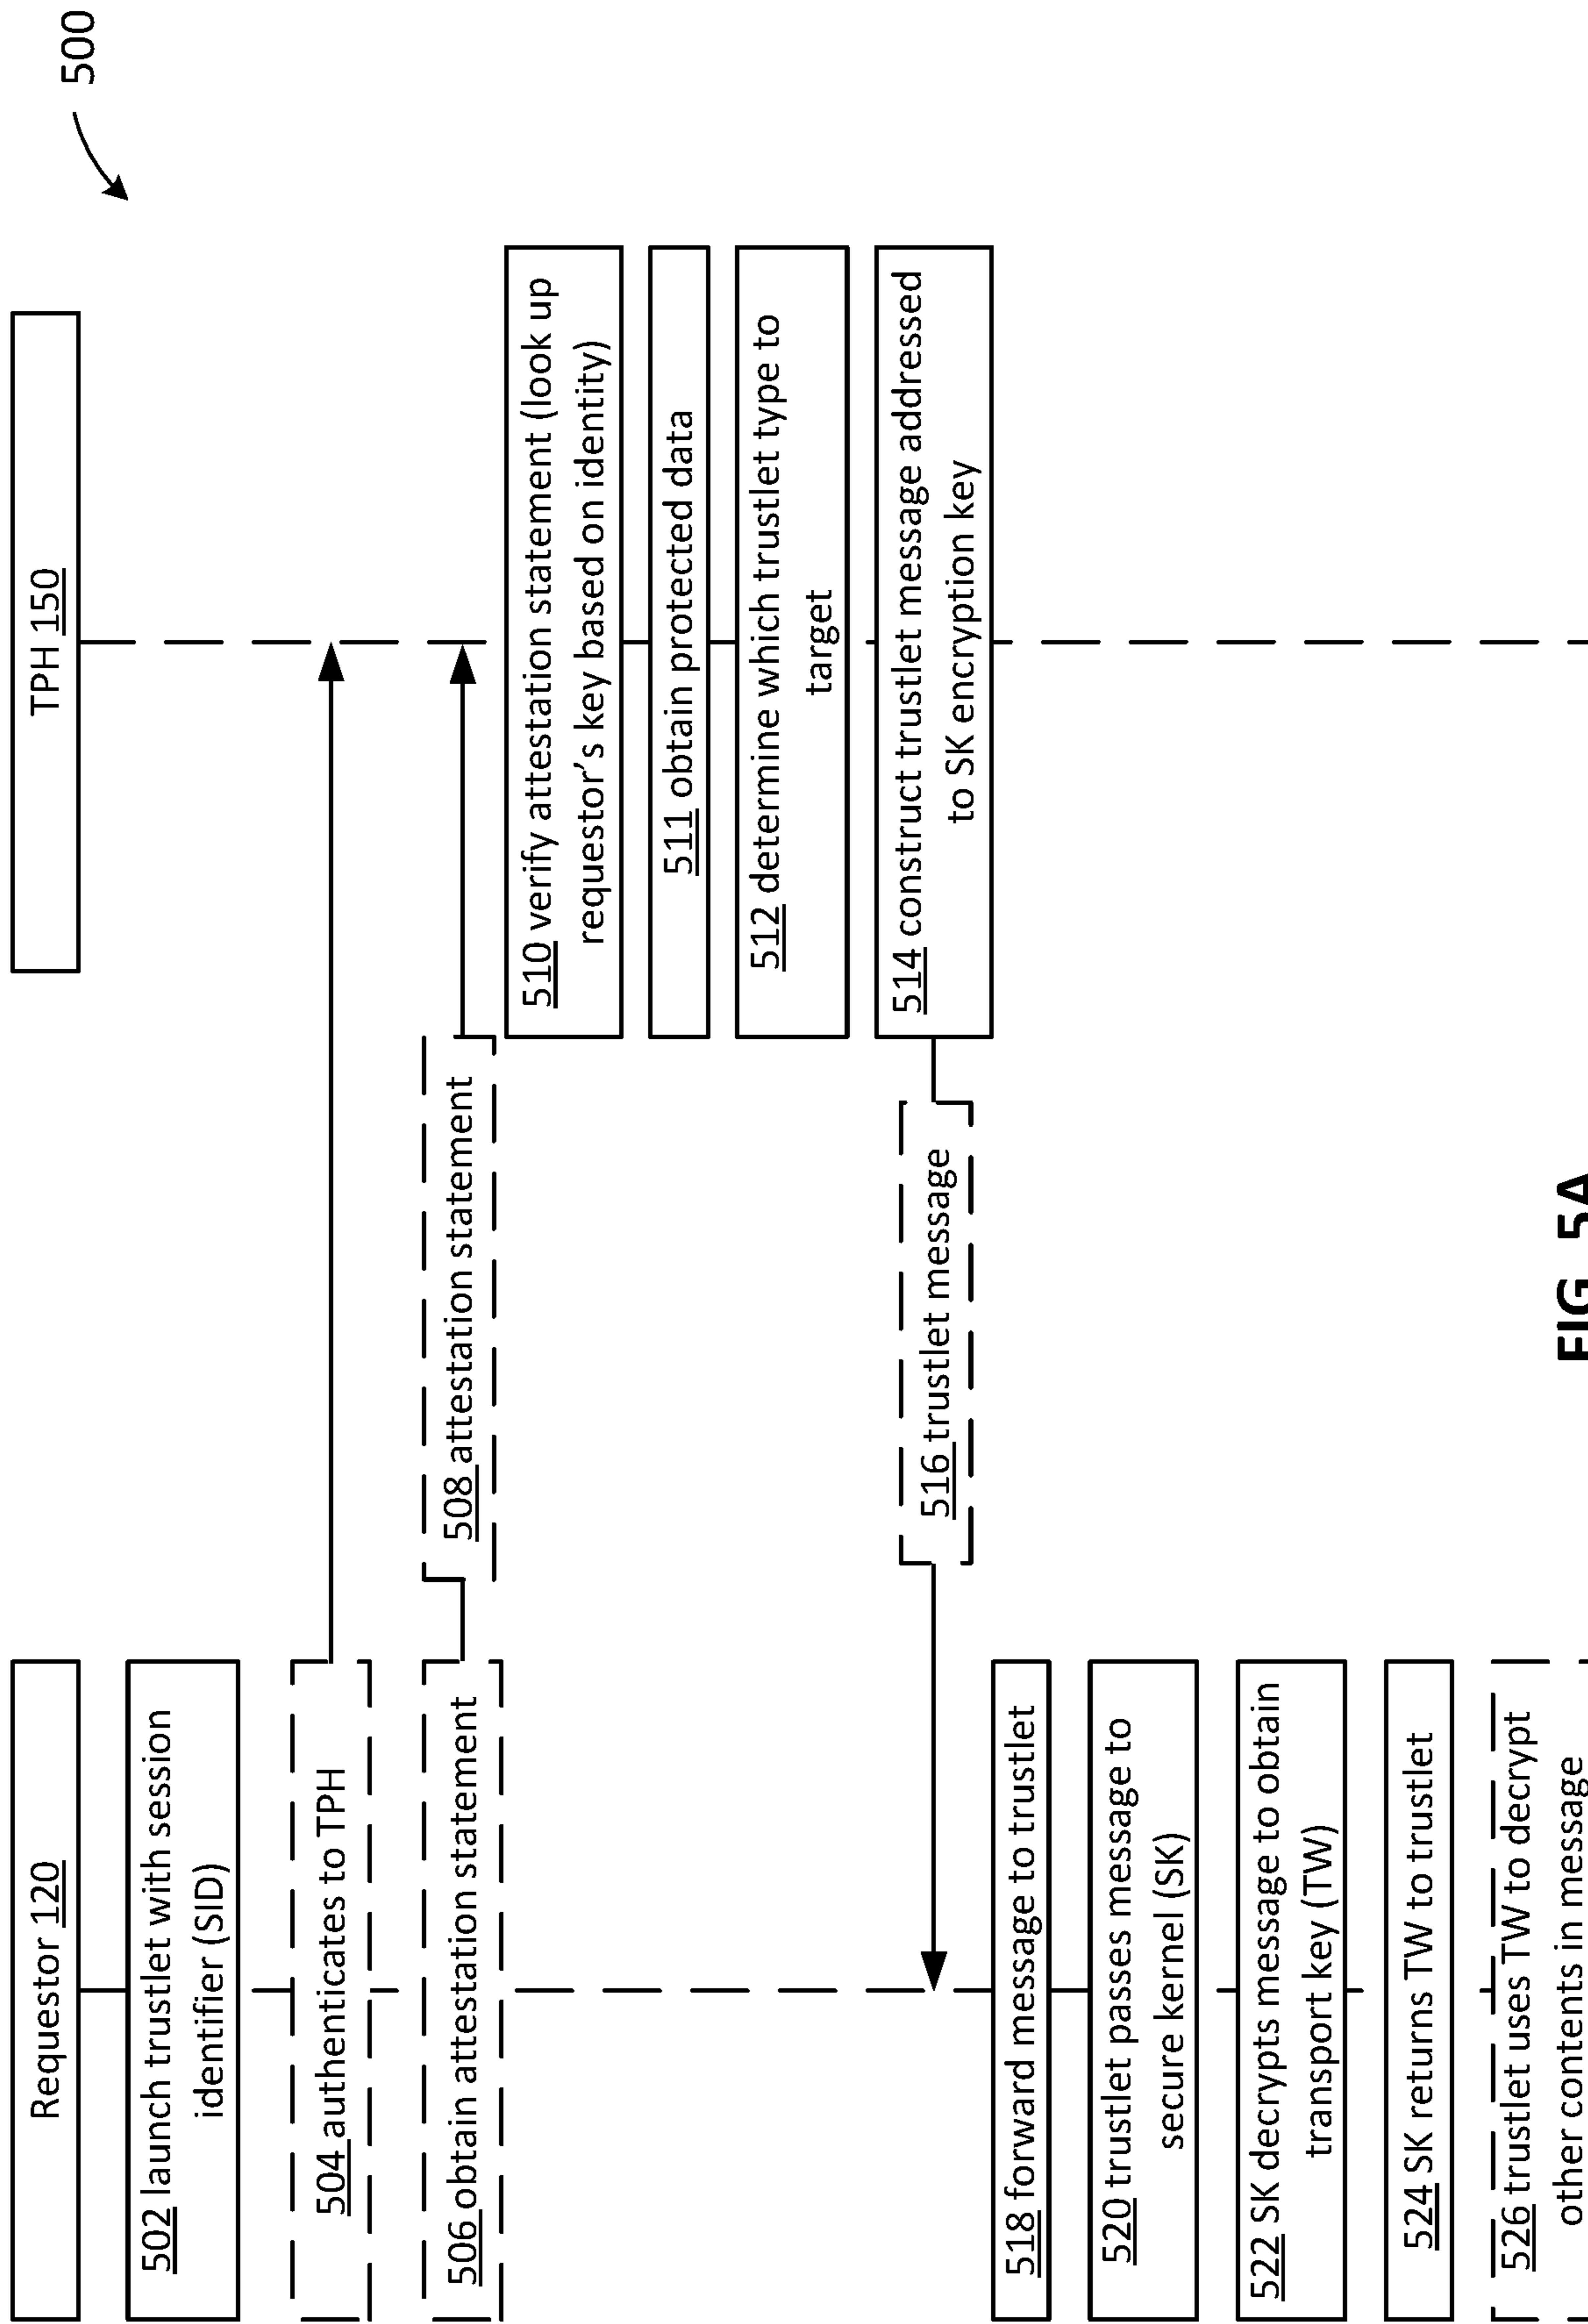 500
Requestor 120
TPH 150
502 launch trustlet with session
identifier (SID)
504 authenticates to TPH
506 obtain attestation statement
508 attestation statement
510 verify attestation statement (look up
requestor's key based on identity)
511 obtain protected data
512 determine which trustlet type to
target
514 construct trustlet message addressed
to SK encryption key
516 trustlet message
518 forward message to trustlet
520 trustlet passes message to
secure kernel (SK)
522 SK decrypts message to obtain
transport key (TW)
524 SK returns TW to trustlet
526 trustlet uses TW to decrypt
other contents in message
FIG. 5A